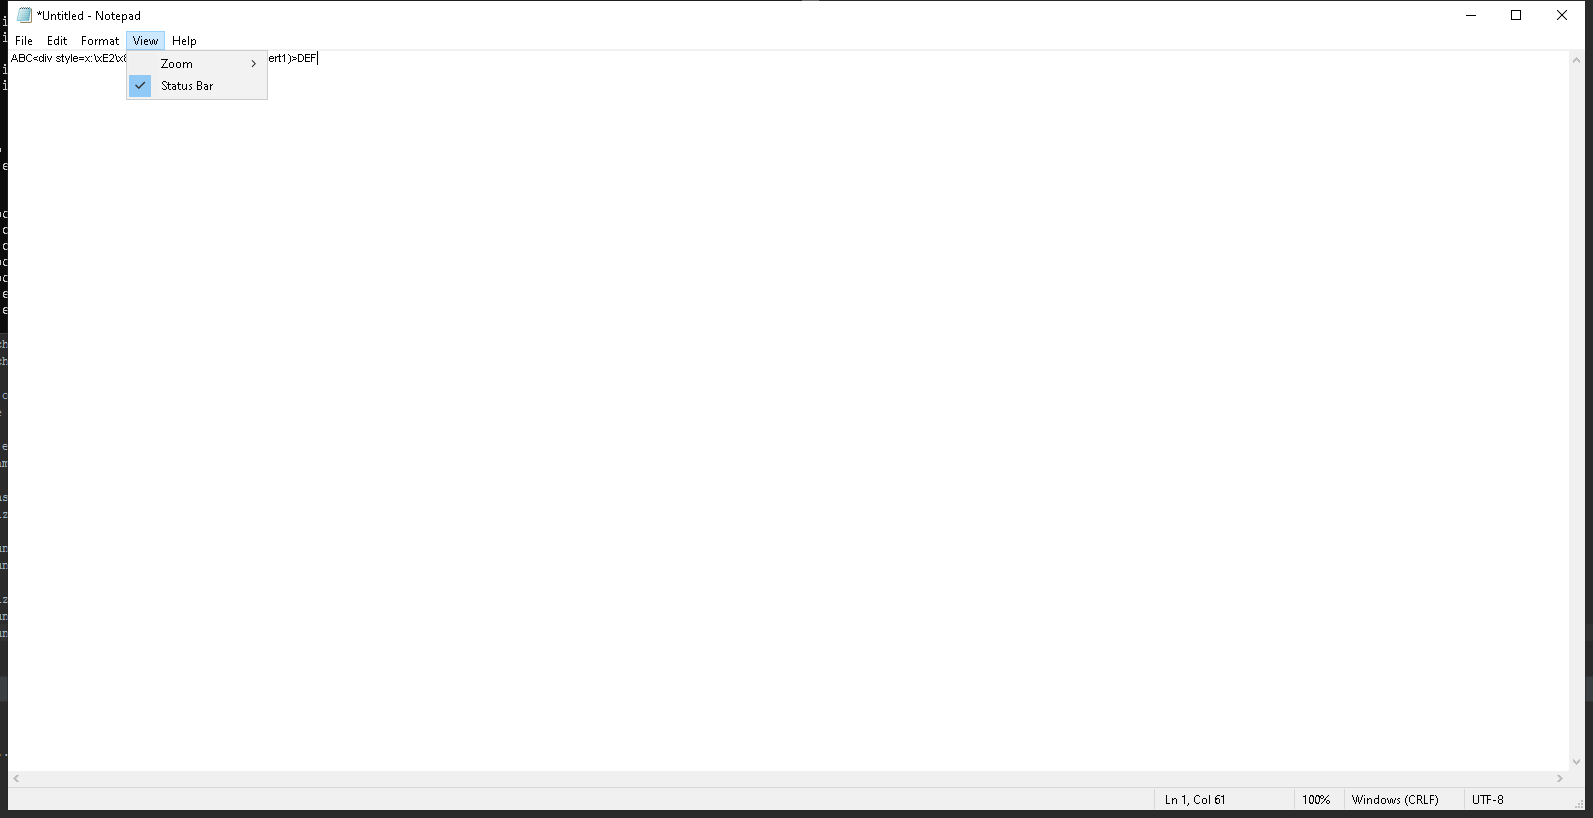 *Untitled - Notepad
File Edit Format View Help
ABC<div style=x:\xE2\x8 ert1)>DEF
Zoom
Status Bar
Ln 1, Col 61 100% Windows (CRLF) UTF-8